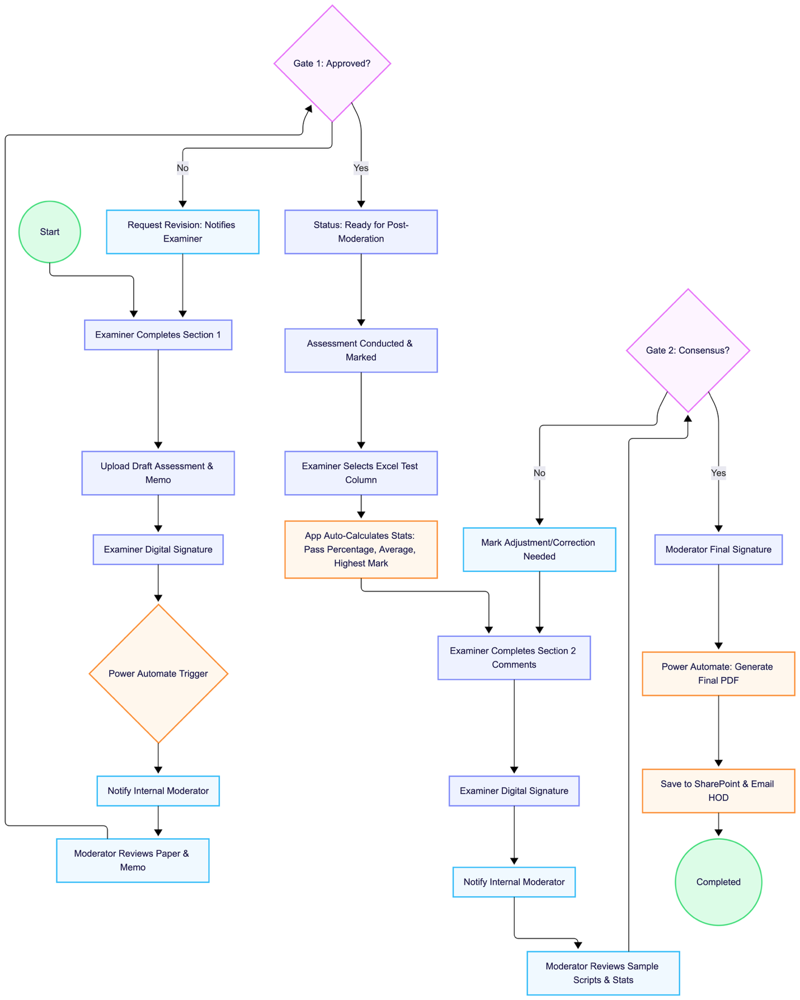 Gate 1: Approved?
No
Yes
Start
Request Revision: Notifies
Examiner
Status: Ready for Post-
Moderation
Examiner Completes Section 1
Assessment Conducted &
Marked
Gate 2: Consensus?
Upload Draft Assessment &
Memo
Examiner Selects Excel Test
Column
No
Yes
Examiner Digital Signature
App Auto-Calculates Stats:
Pass Percentage, Average,
Highest Mark
Mark Adjustment/Correction
Needed
Moderator Final Signature
Power Automate Trigger
Examiner Completes Section 2
Comments
Power Automate: Generate
Final PDF
Notify Internal Moderator
Examiner Digital Signature
Save to SharePoint & Email
HOD
Moderator Reviews Paper &
Memo
Notify Internal Moderator
Completed
Moderator Reviews Sample
Scripts & Stats